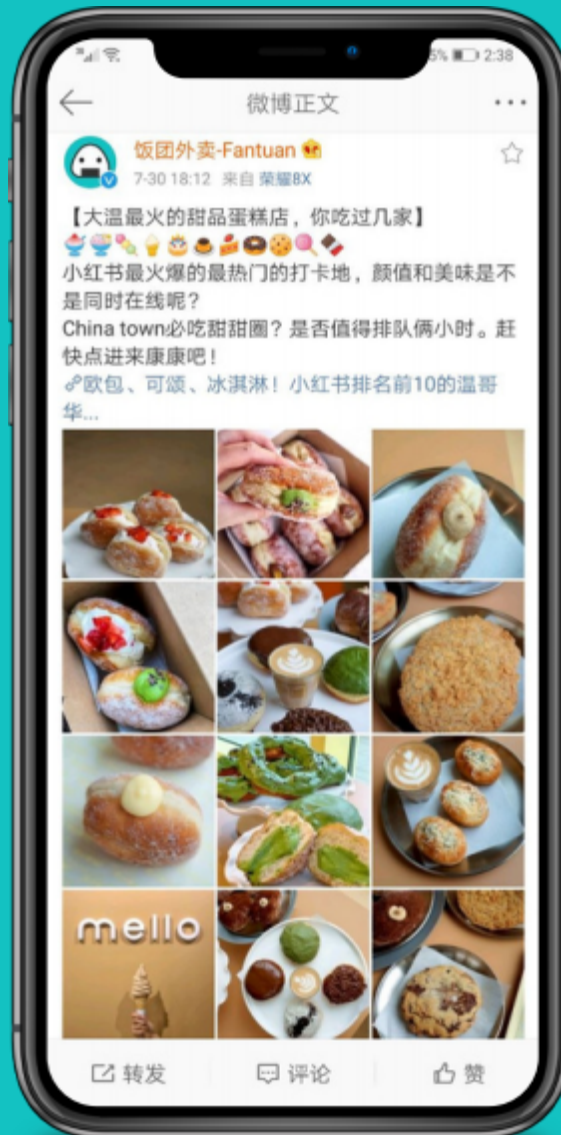 5% 2:38
微博正文
饭团外卖-Fantuan
7-30 18:12 来自 荣耀8X
【大温最火的甜品蛋糕店，你吃过几家】
小红书最火爆的最热门的打卡地，颜值和美味是不
是同时在线呢？
China town必吃甜甜圈？是否值得排队俩小时。赶
快点进来康康吧！
欧包、可颂、冰淇淋！小红书排名前10的温哥
华...
mello
转发 评论 赞